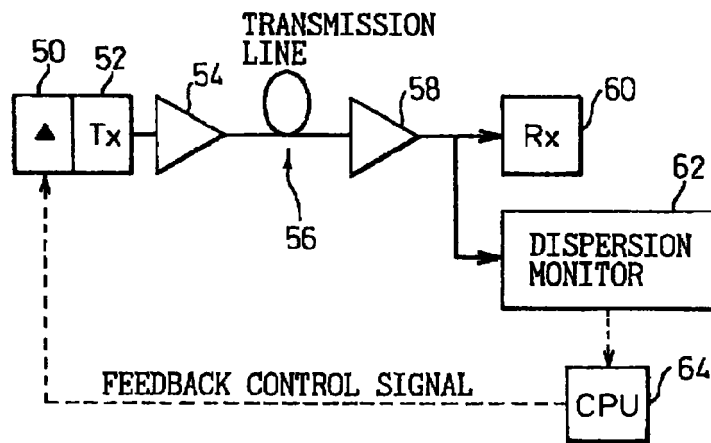 TRANSMISSION
LINE
50
52
54
58
60
Tx
Rx
56
62
DISPERSION
MONITOR
FEEDBACK CONTROL SIGNAL
CPU
64